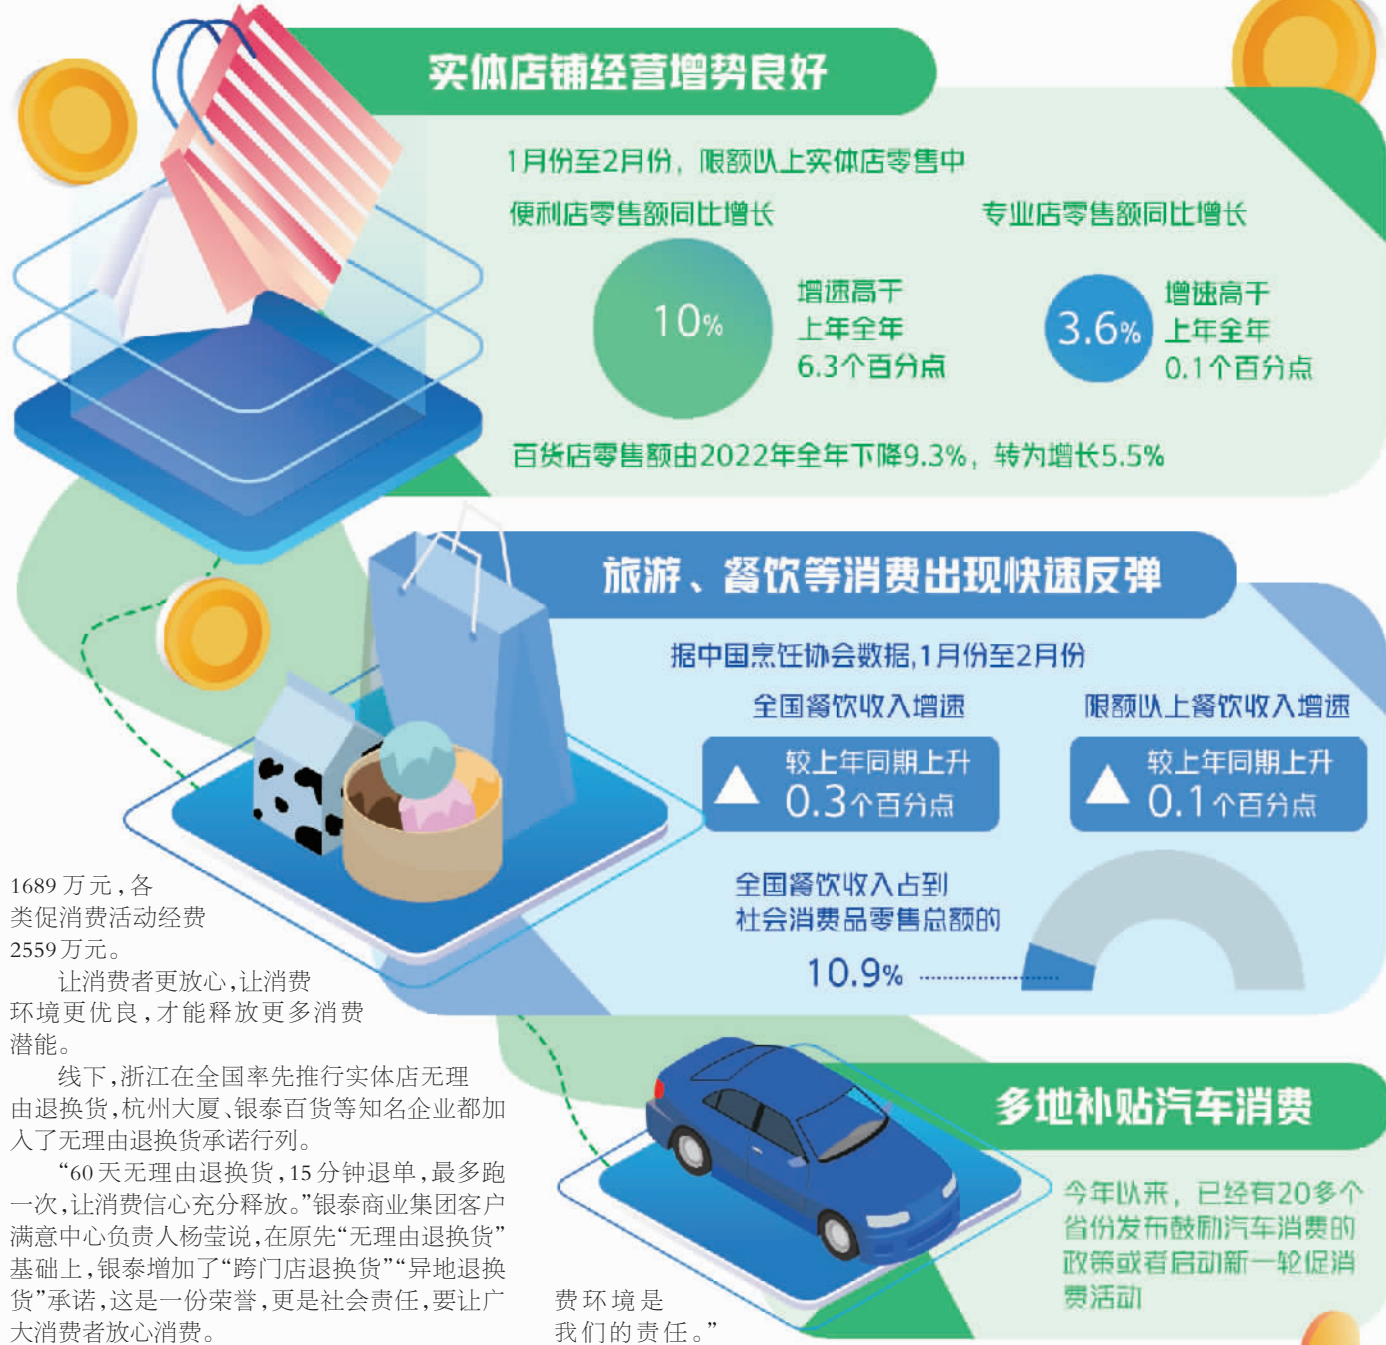 实体店铺经营增势良好
1月份至2月份，限额以上实体店零售中
便利店零售额同比增长
10%
增速高于
上年全年
6.3个百分点
专业店零售额同比增长
3.6%
增速高于
上年全年
0.1个百分点
百货店零售额由2022年全年下降9.3%，转为增长5.5%
旅游、餐饮等消费出现快速反弹
据中国烹饪协会数据,1月份至2月份
全国餐饮收入增速
较上年同期上升
0.3个百分点
限额以上餐饮收入增速
较上年同期上升
0.1个百分点
全国餐饮收入占到
社会消费品零售总额的
10.9%
多地补贴汽车消费
今年以来，已经有20多个
省份发布鼓励汽车消费的
政策或者启动新一轮促消
费活动
1689万元,各
类促消费活动经费
2559万元。
让消费者更放心,让消费
环境更优良,才能释放更多消费
潜能。
线下,浙江在全国率先推行实体店无理
由退换货,杭州大厦、银泰百货等知名企业都加
入了无理由退换货承诺行列。
“60天无理由退换货,15分钟退单,最多跑
一次,让消费信心充分释放。”银泰商业集团客户
满意中心负责人杨莹说,在原先“无理由退换货”
基础上,银泰增加了“跨门店退换货”“异地退换
货”承诺,这是一份荣誉,更是社会责任,要让广
大消费者放心消费。
费环境是
我们的责任。”